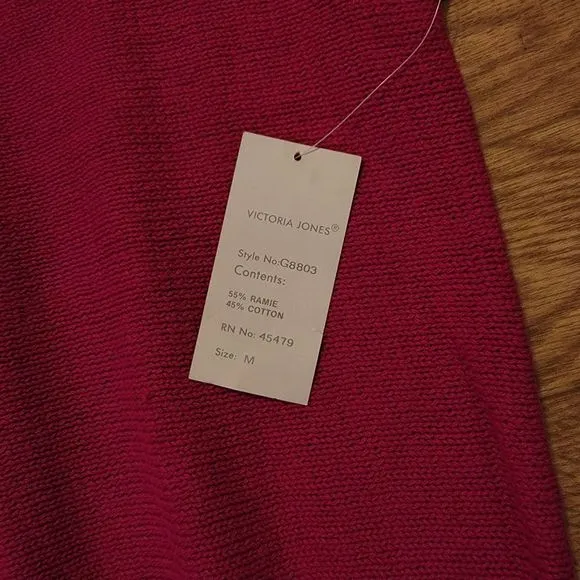 VICTORIA JONES®
Style No:G8803
Contents:
55% RAMIE
45% COTTON
RN No: 45479
Size: M